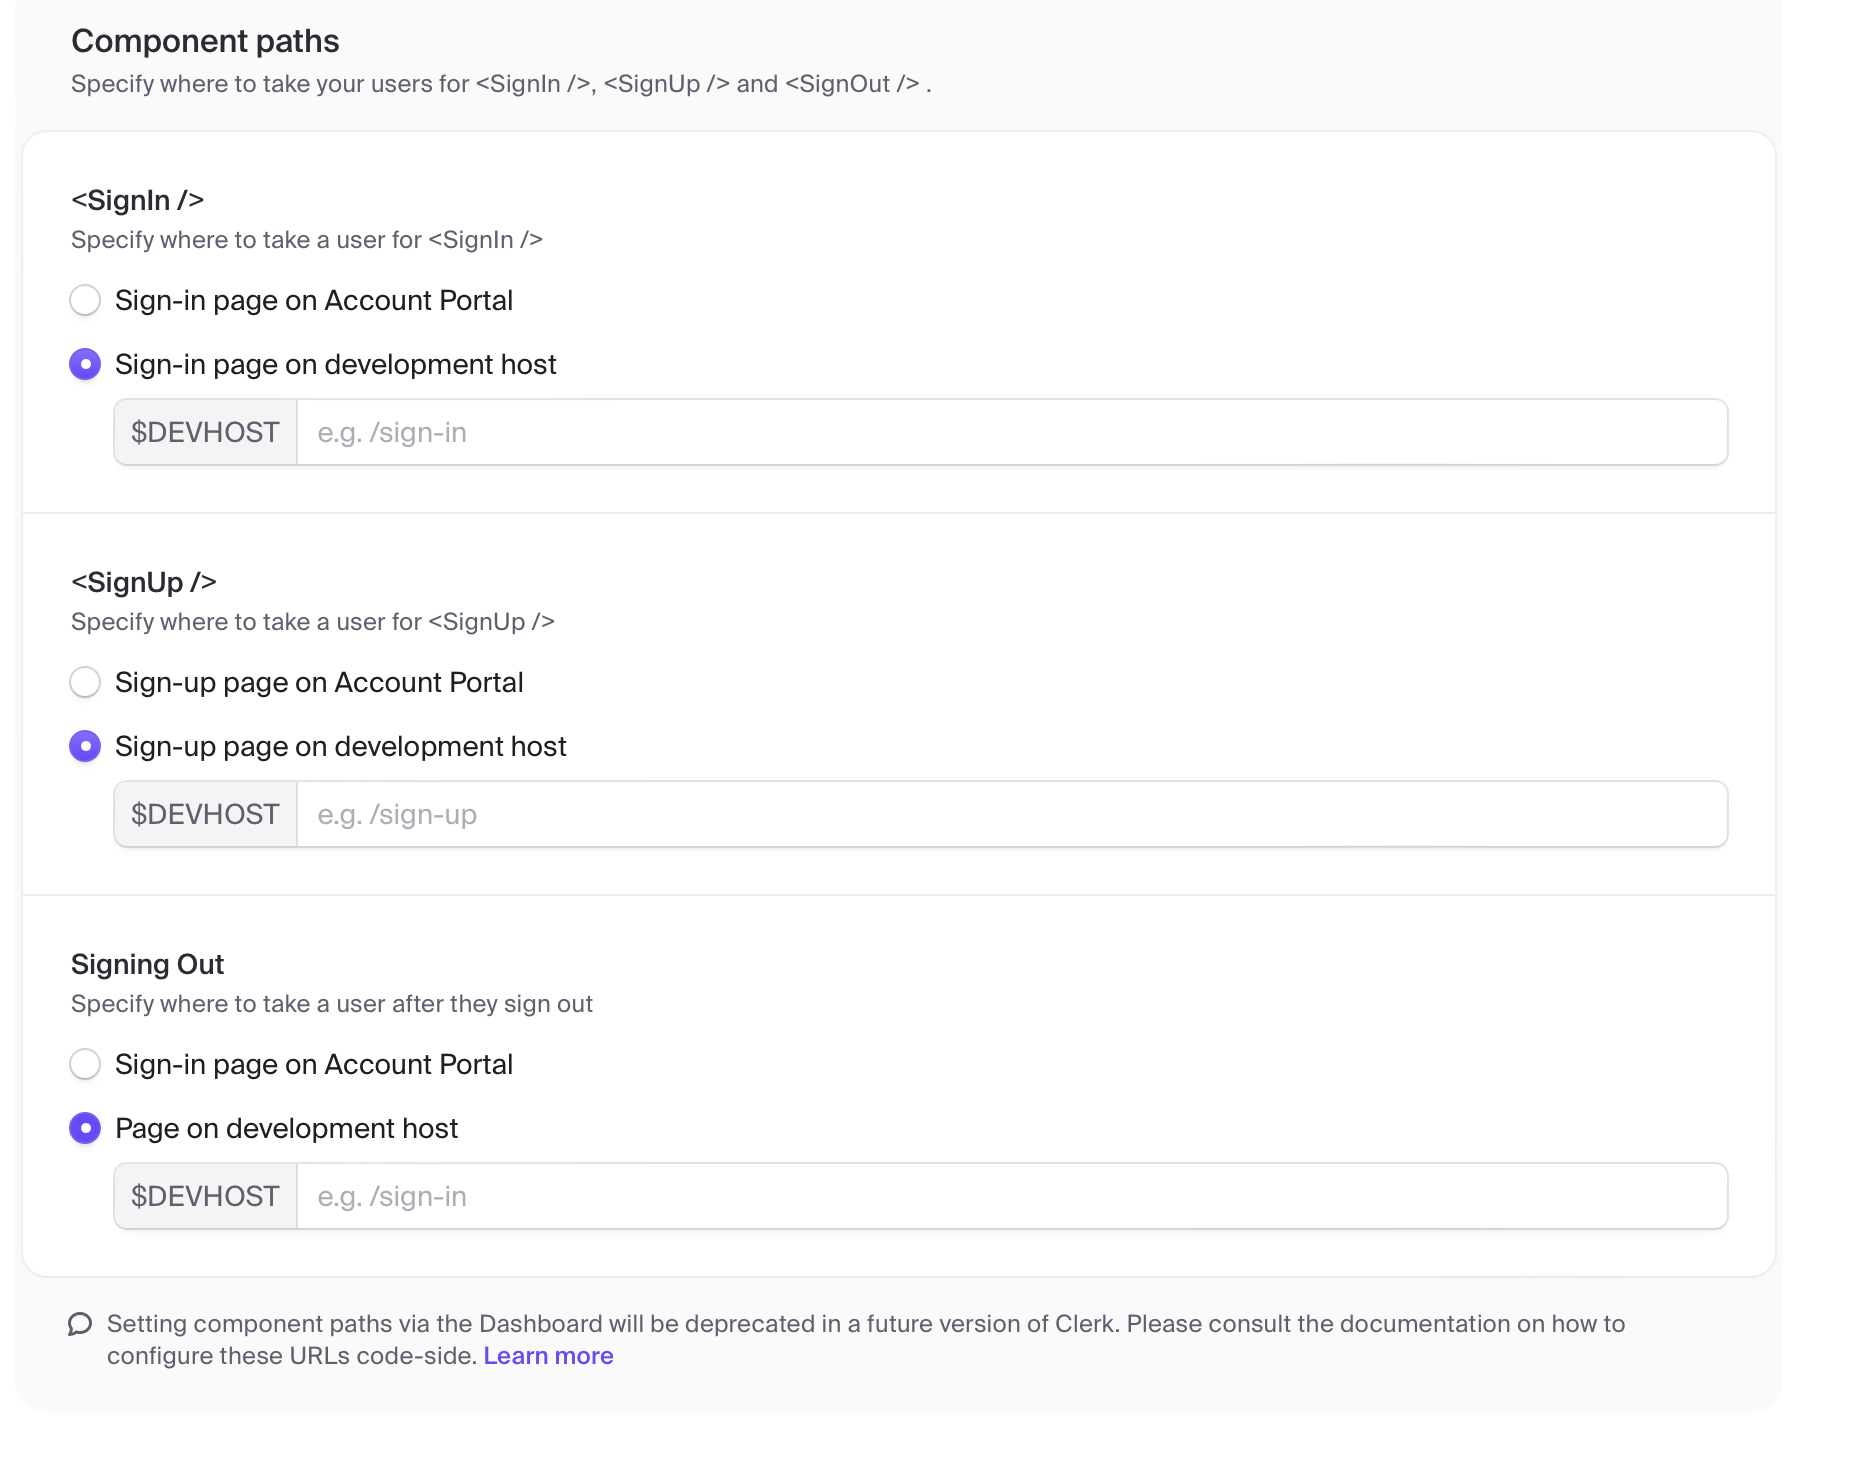 Component paths
Specify where to take your users for <SignIn />, <SignUp /> and <SignOut /> .
<SignIn />
Specify where to take a user for <SignIn />
Sign-in page on Account Portal
Sign-in page on development host
$DEVHOST e.g. /sign-in
<SignUp />
Specify where to take a user for <SignUp />
Sign-up page on Account Portal
Sign-up page on development host
$DEVHOST e.g. /sign-up
Signing Out
Specify where to take a user after they sign out
Sign-in page on Account Portal
Page on development host
$DEVHOST e.g. /sign-in
Setting component paths via the Dashboard will be deprecated in a future version of Clerk. Please consult the documentation on how to
configure these URLs code-side. Learn more